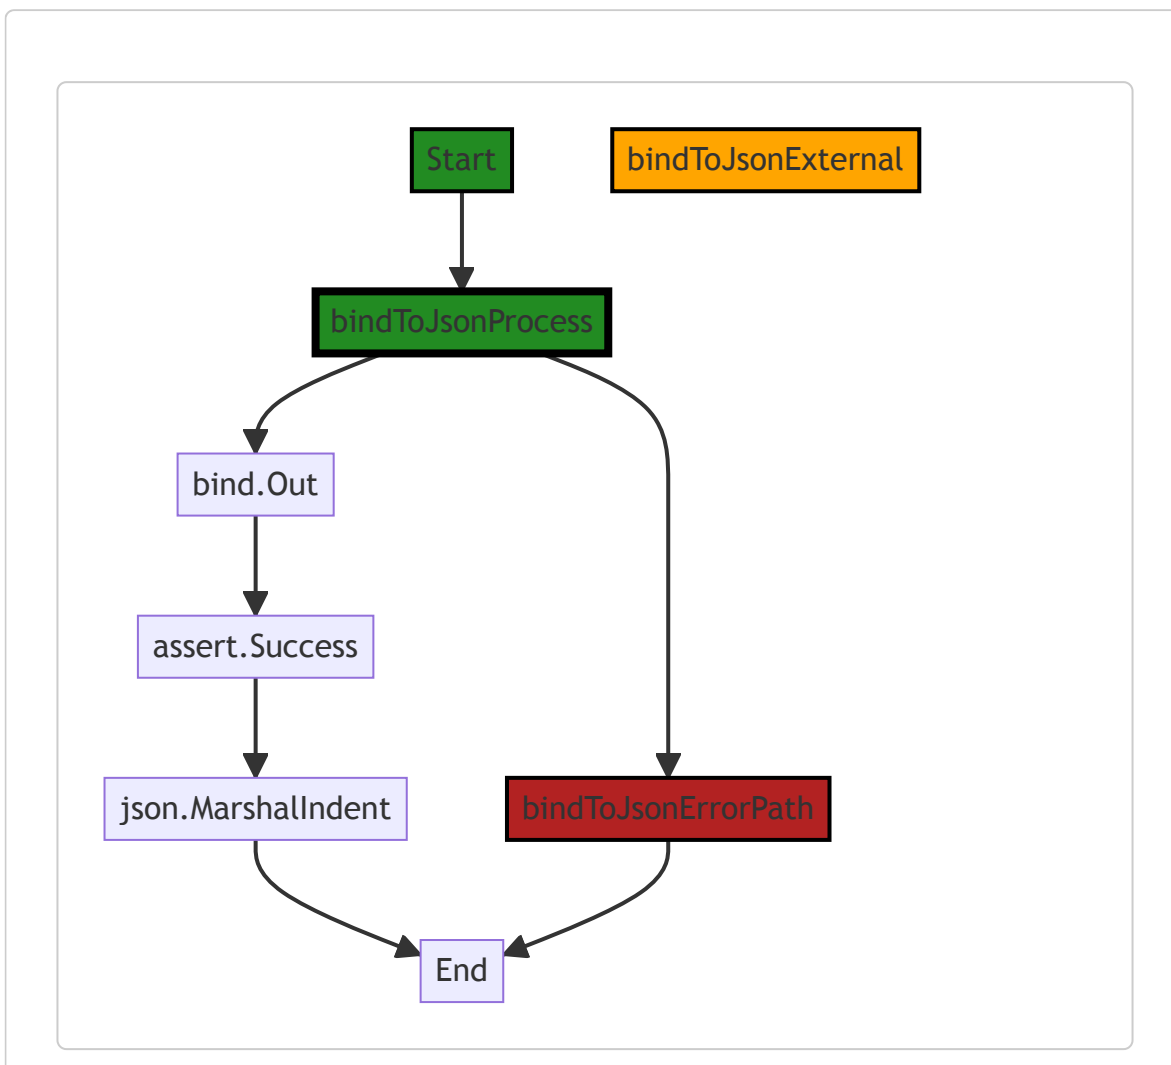 Start
bindToJsonExternal
bindToJsonProcess
bind.Out
assert.Success
json.MarshalIndent
bindToJsonErrorPath
End